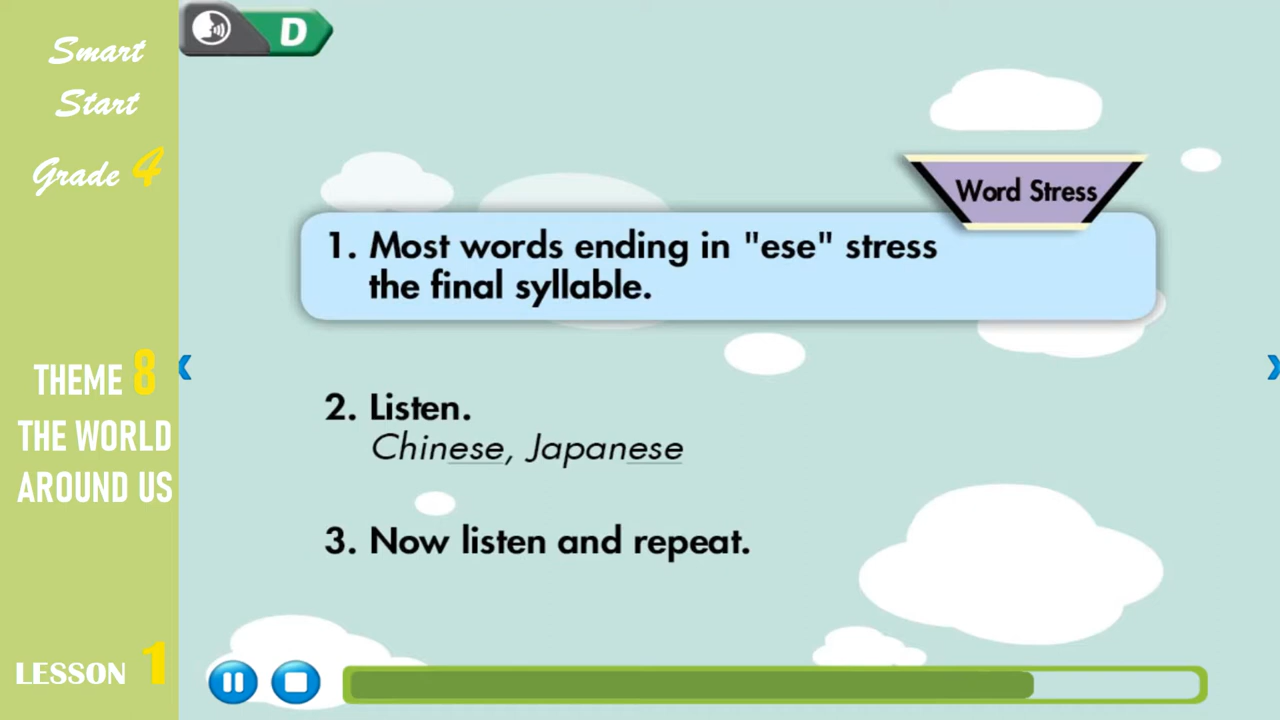 Smart
Start
Grade 4
THEME 8
THE WORLD
AROUND US
LESSON 1
D
Word Stress
1. Most words ending in "ese" stress
the final syllable.
2. Listen.
Chinese, Japanese
3. Now listen and repeat.